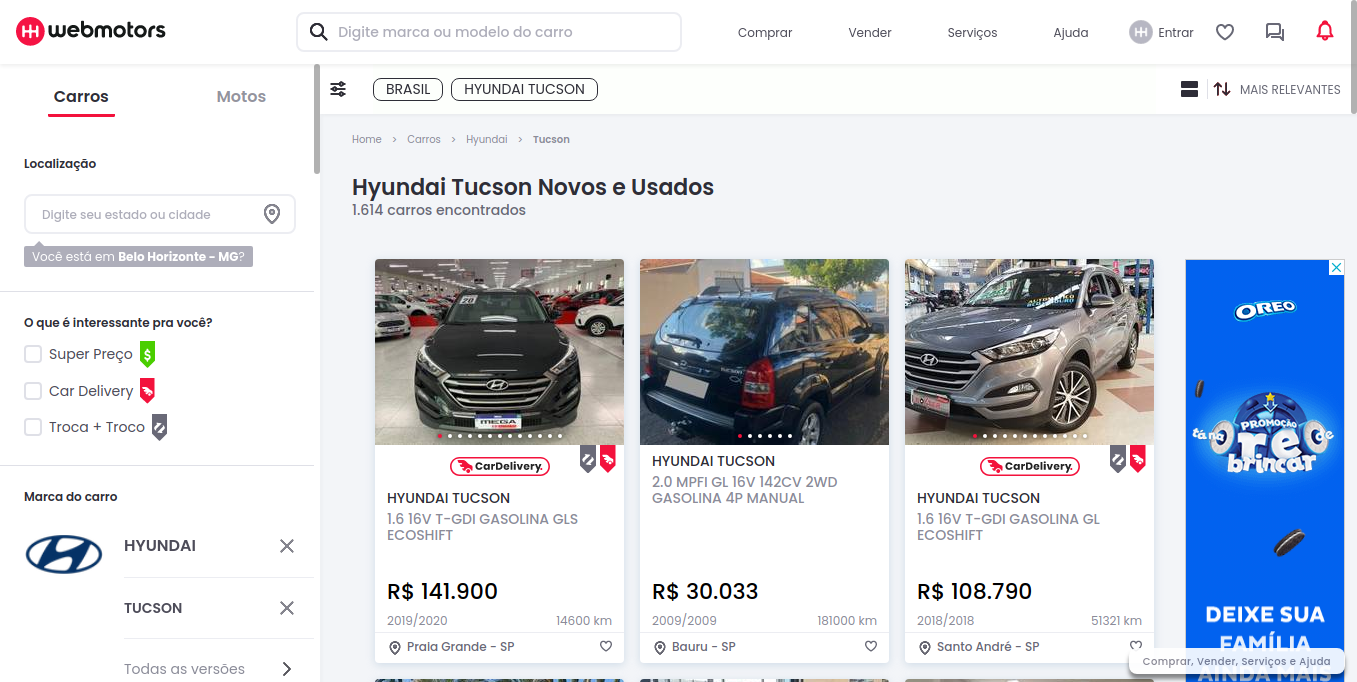 webmotors
Digite marca ou modelo do carro
Comprar
Vender
Serviços
Ajuda
Entrar
Carros
Motos
BRASIL
HYUNDAI TUCSON
MAIS RELEVANTES
Localização
Digite seu estado ou cidade
Você está em Belo Horizonte - MG?
O que é interessante pra você?
Super Preço
Car Delivery
Troca + Troco
Marca do carro
HYUNDAI
TUCSON
Todas as versões
Home > Carros > Hyundai > Tucson
Hyundai Tucson Novos e Usados
1.614 carros encontrados
20
MEGA
CarDelivery.
HYUNDAI TUCSON
1.6 16V T-GDI GASOLINA GLS
ECOSHIFT
R$ 141.900
2019/2020
14600 km
Praia Grande - SP
HYUNDAI TUCSON
2.0 MPFI GL 16V 142CV 2WD
GASOLINA 4P MANUAL
R$ 30.033
2009/2009
181000 km
Bauru - SP
AUTOMÁTICO
CarDelivery.
HYUNDAI TUCSON
1.6 16V T-GDI GASOLINA GL
ECOSHIFT
R$ 108.790
2018/2018
51321 km
Santo André - SP
OREO
PROMOÇÃO
tá na
re
de
brincar
DEIXE SUA
FAMÍLIA
AINDA MAIS
Comprar, Vender, Serviços e Ajuda